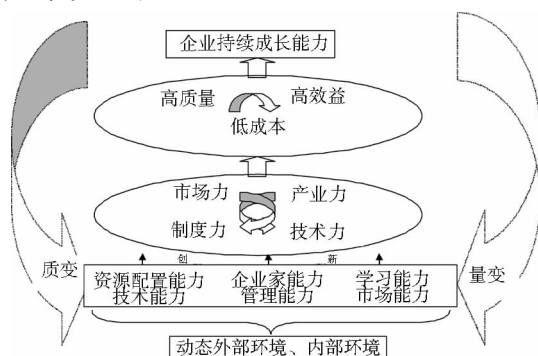 企业持续成长能力
高质量 高效益
低成本
市场力 产业力
制度力 技术力
质变 量变
创 新
资源配置能力 企业家能力 学习能力
技术能力 管理能力 市场能力
动态外部环境、内部环境